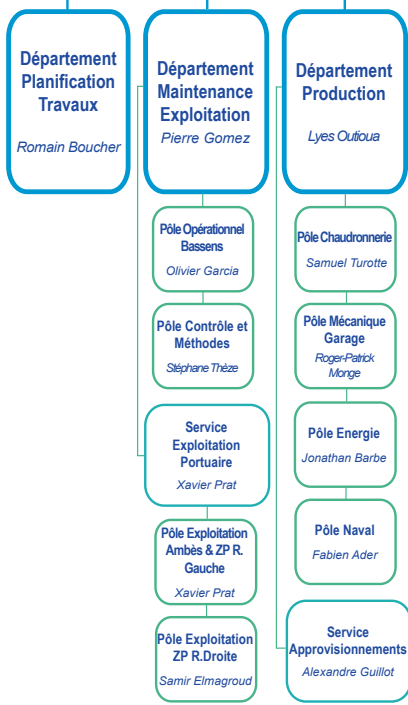 Département
Planification
Travaux
Romain Boucher
Département
Maintenance
Exploitation
Pierre Gomez
Pôle Opérationnel
Bassens
Olivier Garcia
Pôle Contrôle et
Méthodes
Stéphane Thèze
Service
Exploitation
Portuaire
Xavier Prat
Pôle Exploitation
Ambès & ZP R.
Gauche
Xavier Prat
Pôle Exploitation
ZP R.Droite
Samir Elmagroud
Département
Production
Lyes Outioua
Pôle Chaudronnerie
Samuel Turotte
Pôle Mécanique
Garage
Roger-Patrick
Monge
Pôle Energie
Jonathan Barbe
Pôle Naval
Fabien Ader
Service
Approvisionnements
Alexandre Guillot